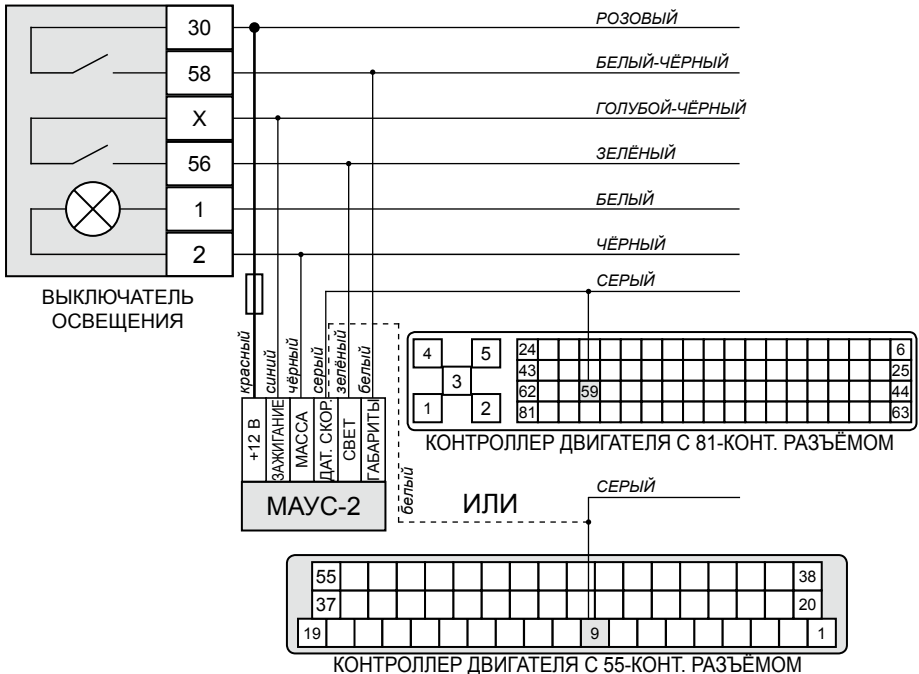 30
РОЗОВЫЙ
58
БЕЛЫЙ-ЧЁРНЫЙ
X
ГОЛУБОЙ-ЧЁРНЫЙ
56
ЗЕЛЁНЫЙ
1
БЕЛЫЙ
2
ЧЁРНЫЙ
СЕРЫЙ
ВЫКЛЮЧАТЕЛЬ
ОСВЕЩЕНИЯ
красный
синий
чёрный
серый
зелёный
белый
+12 В
ЗАЖИГАНИЕ
МАССА
ДАТ. СКОР.
СВЕТ
ГАБАРИТЫ
МАУС-2
4 5 24 6
3 43 25
62 59 44
1 2 81 63
КОНТРОЛЛЕР ДВИГАТЕЛЯ С 81-КОНТ. РАЗЪЁМОМ
белый
ИЛИ
СЕРЫЙ
55 38
37 20
19 9 1
КОНТРОЛЛЕР ДВИГАТЕЛЯ С 55-КОНТ. РАЗЪЁМОМ